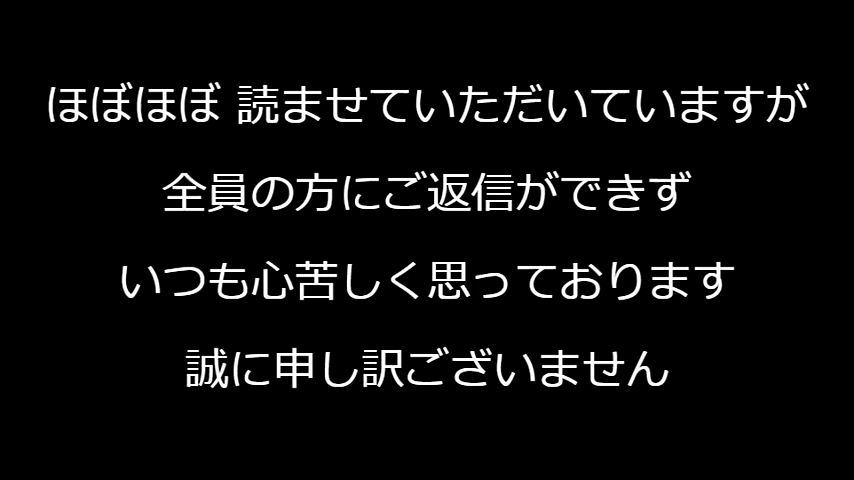 ほぼほぼ 読ませていただいていますが
全員の方にご返信ができず
いつも心苦しく思っております
誠に申し訳ございません